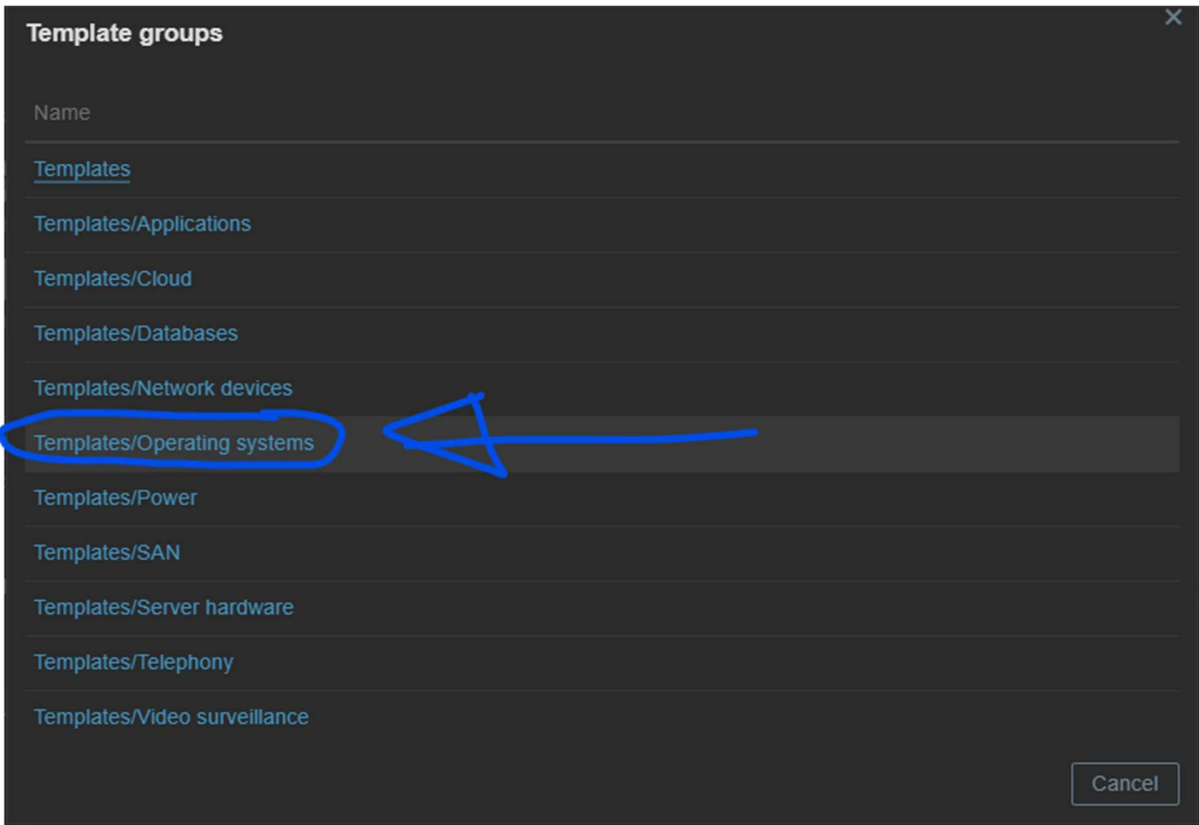 Template groups
Name
Templates
Templates/Applications
Templates/Cloud
Templates/Databases
Templates/Network devices
Templates/Operating systems
Templates/Power
Templates/SAN
Templates/Server hardware
Templates/Telephony
Templates/Video surveillance
Cancel